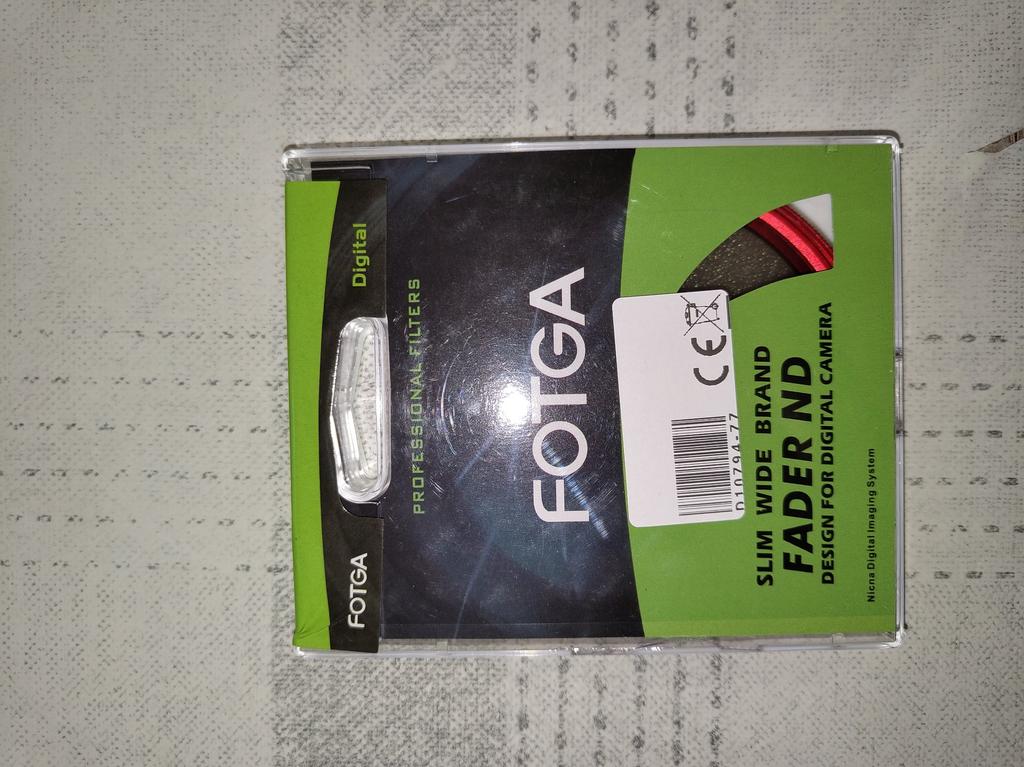 FOTGA
Digital
PROFESSIONAL FILTERS
FOTGA
CE
D10794-77
SLIM WIDE BRAND
FADER ND
DESIGN FOR DIGITAL CAMERA
Nicna Digital Imaging System